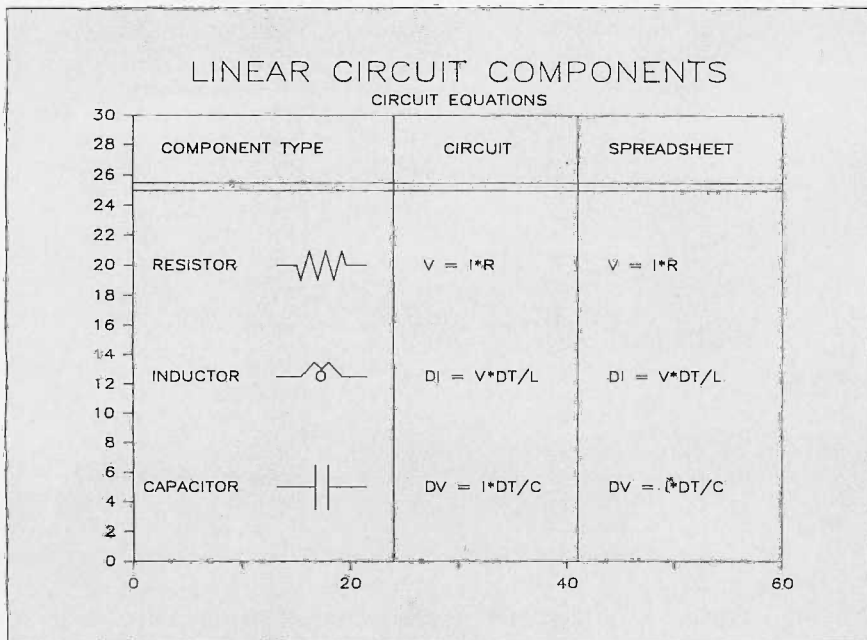 LINEAR CIRCUIT COMPONENTS
CIRCUIT EQUATIONS
30
28
26
24
22
20
18
16
14
12
10
8
6
4
2
0
COMPONENT TYPE CIRCUIT SPREADSHEET
RESISTOR V = I*R V = I*R
INDUCTOR DI = V*DT/L DI = V*DT/L
CAPACITOR DV = I*DT/C DV = I*DT/C
0 20 40 60